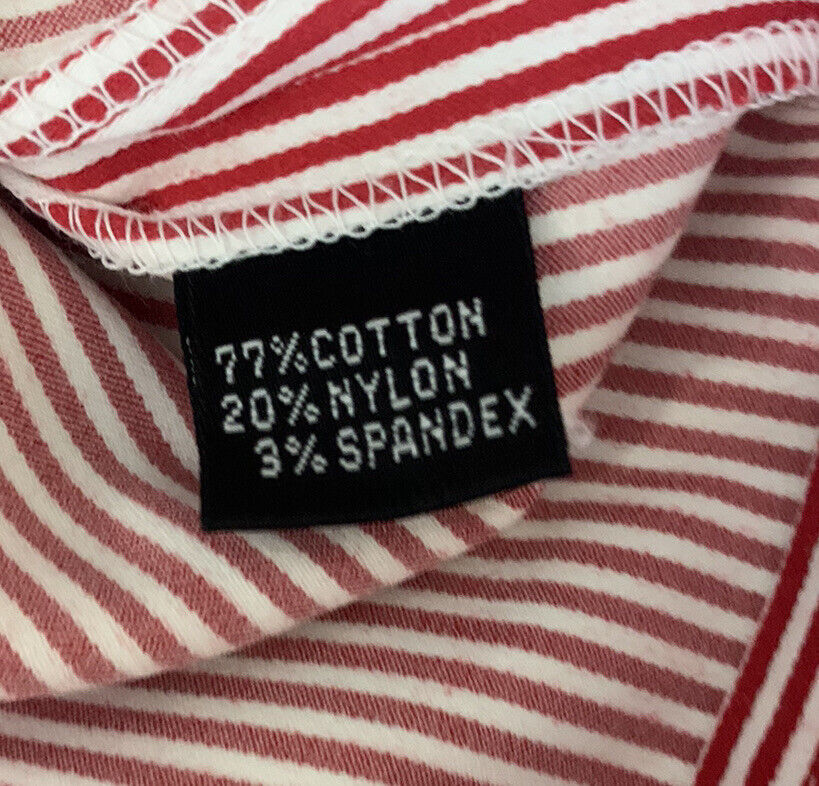 77% COTTON
20% NYLON
3% SPANDEX